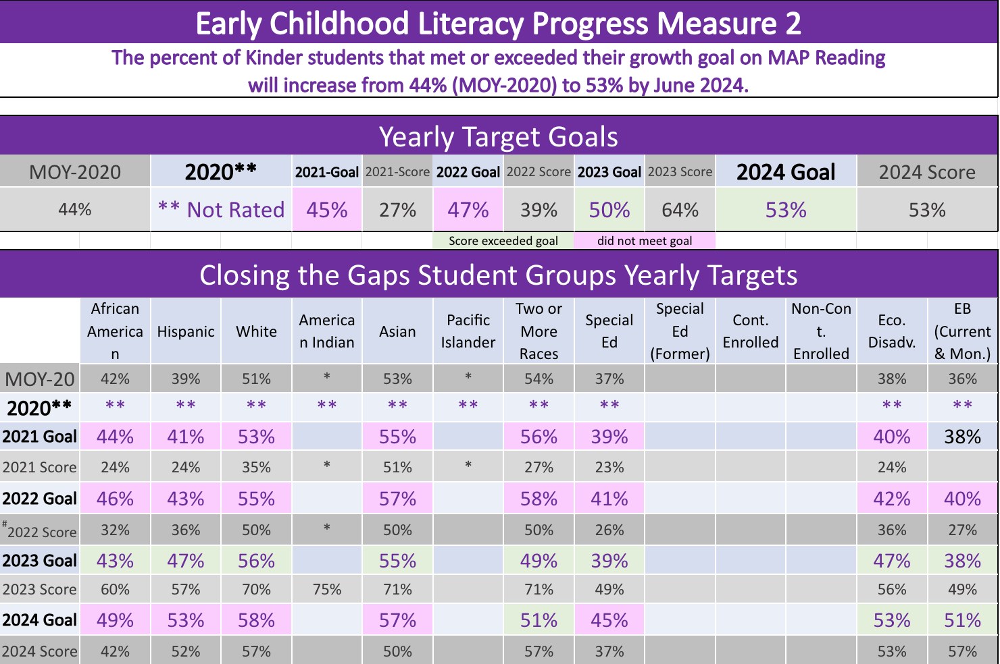 Early Childhood Literacy Progress Measure 2
The percent of Kinder students that met or exceeded their growth goal on MAP Reading
will increase from 44% (MOY-2020) to 53% by June 2024.
Yearly Target Goals
MOY-2020 2020** 2021-Goal 2021-Score 2022 Goal 2022 Score 2023 Goal 2023 Score 2024 Goal 2024 Score
44% ** Not Rated 45% 27% 47% 39% 50% 64% 53% 53%
Score exceeded goal did not meet goal
Closing the Gaps Student Groups Yearly Targets
African
America
n
Hispanic
White
America
n Indian
Asian
Pacific
Islander
Two or
More
Races
Special
Ed
Special
Ed
(Former)
Cont.
Enrolled
Non-Con
t.
Enrolled
Eco.
Disadv.
EB
(Current
& Mon.)
MOY-20 42% 39% 51% * 53% * 54% 37% 38% 36%
2020** ** ** ** ** ** ** ** ** ** **
2021 Goal 44% 41% 53% 55% 56% 39% 40% 38%
2021 Score 24% 24% 35% * 51% * 27% 23% 24%
2022 Goal 46% 43% 55% 57% 58% 41% 42% 40%
#2022 Score 32% 36% 50% * 50% 50% 26% 36% 27%
2023 Goal 43% 47% 56% 55% 49% 39% 47% 38%
2023 Score 60% 57% 70% 75% 71% 71% 49% 56% 49%
2024 Goal 49% 53% 58% 57% 51% 45% 53% 51%
2024 Score 42% 52% 57% 50% 57% 37% 53% 57%